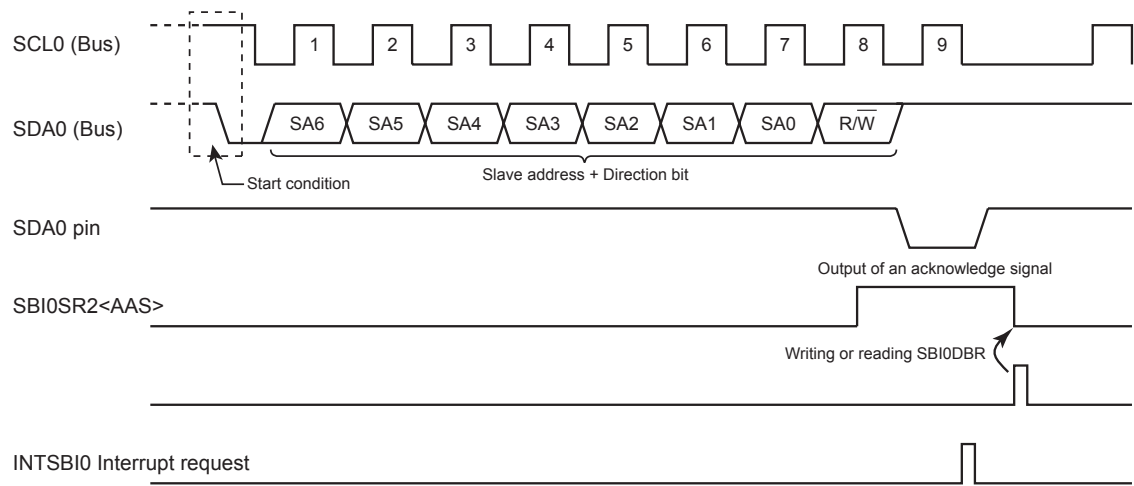 SCL0 (Bus)
1 2 3 4 5 6 7 8 9
SDA0 (Bus)
SA6 SA5 SA4 SA3 SA2 SA1 SA0 R/W̅
Start condition
Slave address + Direction bit
SDA0 pin
Output of an acknowledge signal
SBI0SR2<AAS>
Writing or reading SBI0DBR
INTSBI0 Interrupt request